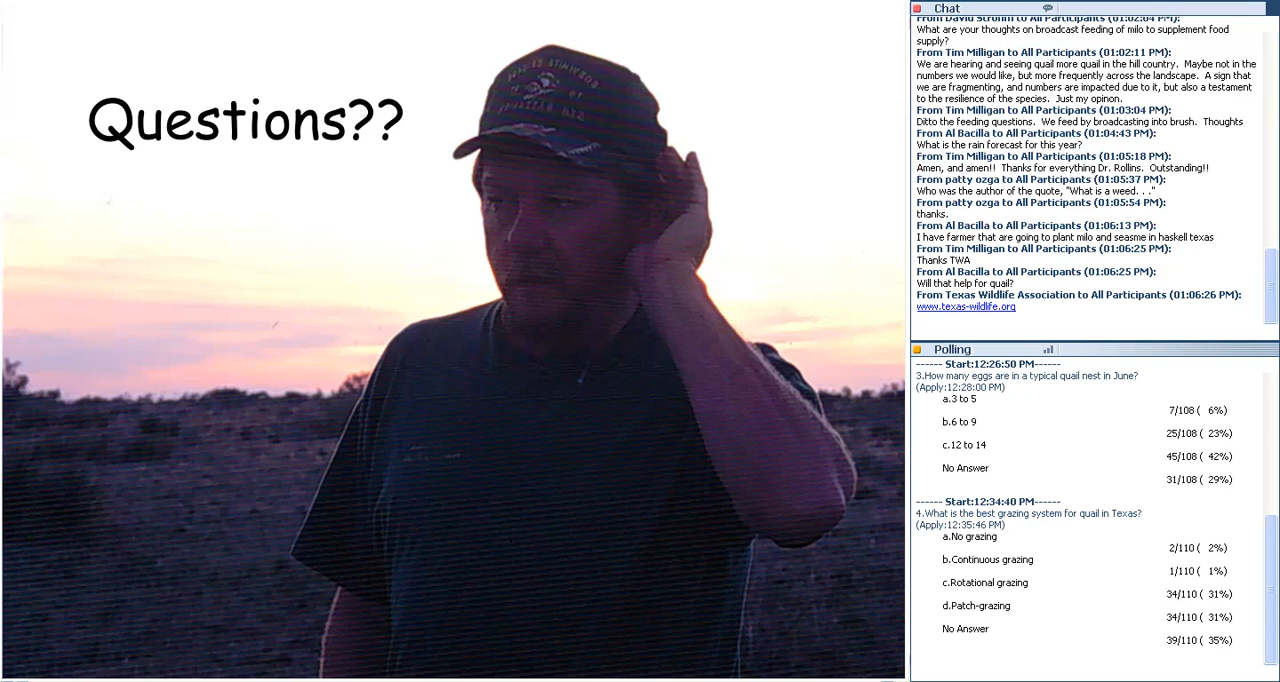 Questions??
Chat
From David Strohm to All Participants (01:02:04 PM):
What are your thoughts on broadcast feeding of milo to supplement food
supply?
From Tim Milligan to All Participants (01:02:11 PM):
We are hearing and seeing quail more quail in the hill country.  Maybe not in the
numbers we would like, but more frequently across the landscape.  A sign that
we are fragmenting, and numbers are impacted due to it, but also a testament
to the resilience of the species.  Just my opinon.
From Tim Milligan to All Participants (01:03:04 PM):
Ditto the feeding questions.  We feed by broadcasting into brush.  Thoughts
From Al Bacilla to All Participants (01:04:43 PM):
What is the rain forecast for this year?
From Tim Milligan to All Participants (01:05:18 PM):
Amen, and amen!!  Thanks for everything Dr. Rollins.  Outstanding!!
From patty ozga to All Participants (01:05:37 PM):
Who was the author of the quote, "What is a weed. . ."
From patty ozga to All Participants (01:05:54 PM):
thanks.
From Al Bacilla to All Participants (01:06:13 PM):
I have farmer that are going to plant milo and seasme in haskell texas
From Tim Milligan to All Participants (01:06:25 PM):
Thanks TWA
From Al Bacilla to All Participants (01:06:25 PM):
Will that help for quail?
From Texas Wildlife Association to All Participants (01:06:26 PM):
www.texas-wildlife.org
Polling
------ Start:12:26:50 PM------
3.How many eggs are in a typical quail nest in June?
(Apply:12:28:00 PM)
a.3 to 5
7/108 (  6%)
b.6 to 9
25/108 ( 23%)
c.12 to 14
45/108 ( 42%)
No Answer
31/108 ( 29%)
------ Start:12:34:40 PM------
4.What is the best grazing system for quail in Texas?
(Apply:12:35:46 PM)
a.No grazing
2/110 (  2%)
b.Continuous grazing
1/110 (  1%)
c.Rotational grazing
34/110 ( 31%)
d.Patch-grazing
34/110 ( 31%)
No Answer
39/110 ( 35%)